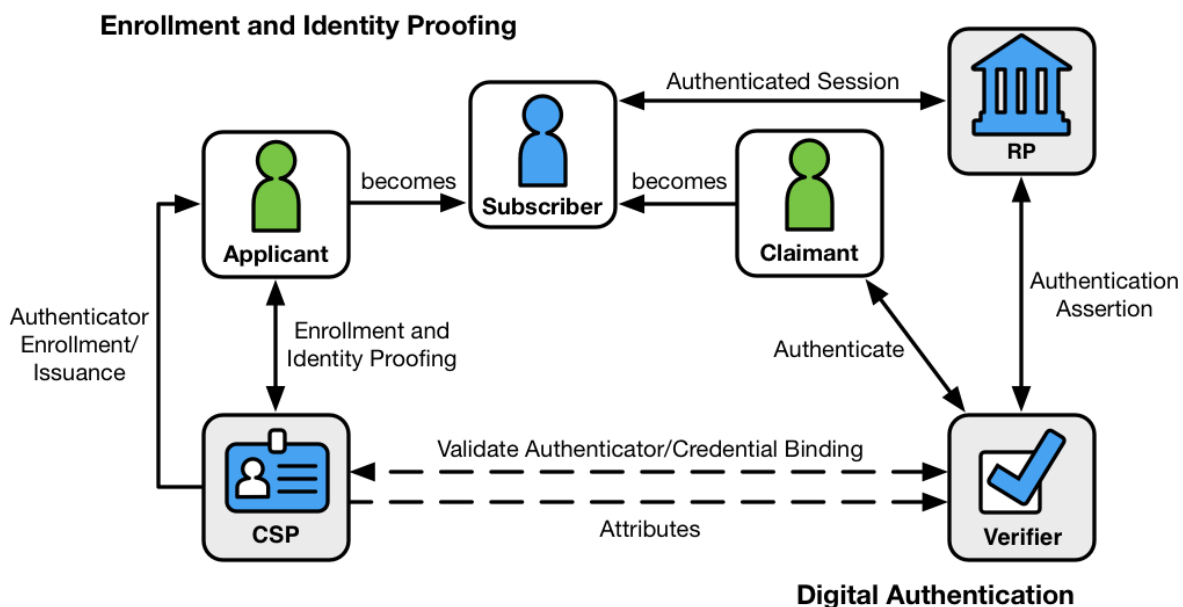 Enrollment and Identity Proofing
Authenticated Session
RP
becomes
Subscriber
becomes
Applicant
Claimant
Authenticator
Enrollment/
Issuance
Enrollment and
Identity Proofing
Authenticate
Authentication
Assertion
Validate Authenticator/Credential Binding
CSP
Attributes
Verifier
Digital Authentication